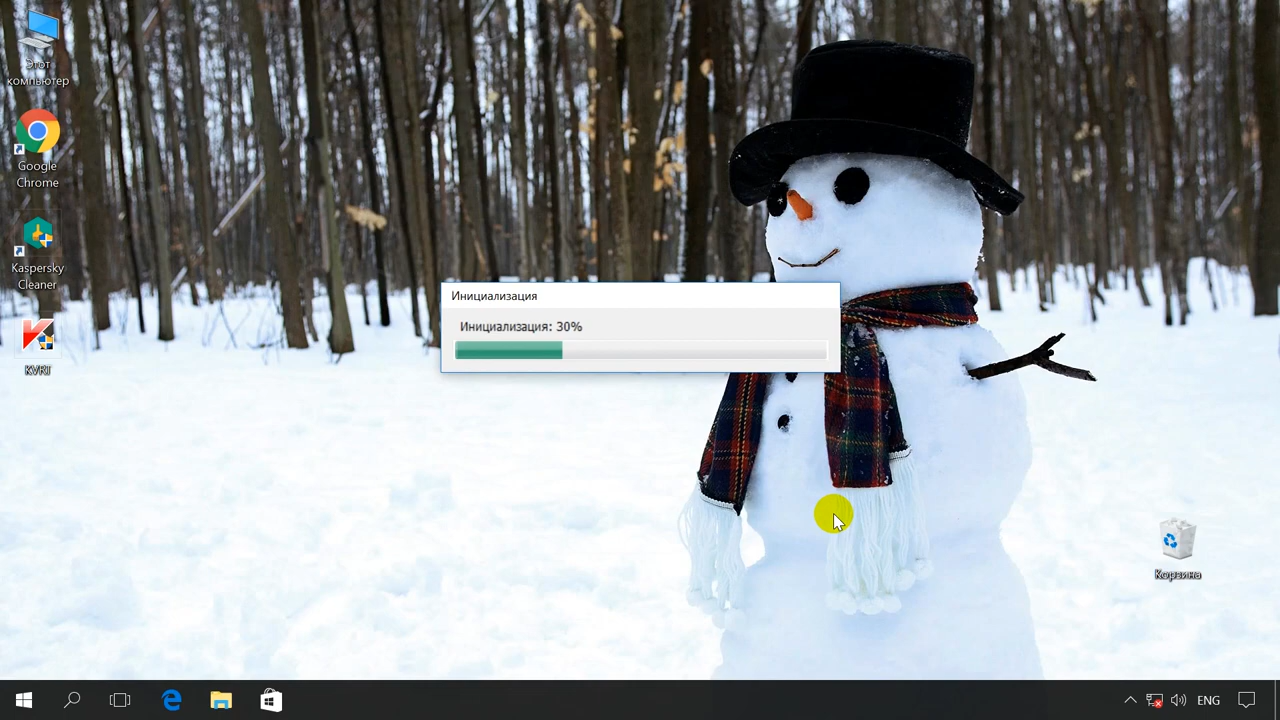 Этот
компьютер
Google
Chrome
Kaspersky
Cleaner
KVRT
Инициализация
Инициализация: 30%
Корзина
ENG